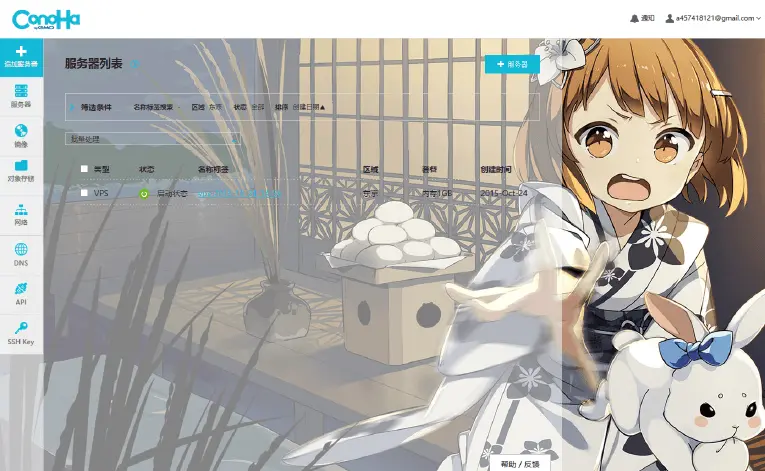 ConoHa
by GMO
通知
a457418121@gmail.com
追加服务器
服务器列表
+ 服务器
服务器
筛选条件 名称标签搜索 区域 东京 状态 全部 排序 创建日期▲
镜像
批量处理
对象存储
类型 状态 名称标签 区域 套餐 创建时间
VPS 启动状态 东京 内存1GB 2015-Oct-24
网络
DNS
API
SSH Key
帮助 / 反馈